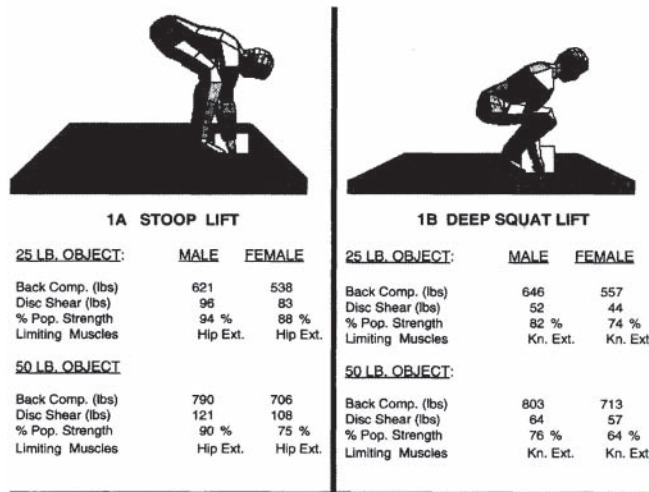 1A STOOP LIFT
25 LB. OBJECT: MALE FEMALE
Back Comp. (lbs) 621 538
Disc Shear (lbs) 96 83
% Pop. Strength 94 % 88 %
Limiting Muscles Hip Ext. Hip Ext.
50 LB. OBJECT
Back Comp. (lbs) 790 706
Disc Shear (lbs) 121 108
% Pop. Strength 90 % 75 %
Limiting Muscles Hip Ext. Hip Ext.
1B DEEP SQUAT LIFT
25 LB. OBJECT: MALE FEMALE
Back Comp. (lbs) 646 557
Disc Shear (lbs) 52 44
% Pop. Strength 82 % 74 %
Limiting Muscles Kn. Ext. Kn. Ext
50 LB. OBJECT:
Back Comp. (lbs) 803 713
Disc Shear (lbs) 64 57
% Pop. Strength 76 % 64 %
Limiting Muscles Kn. Ext. Kn. Ext